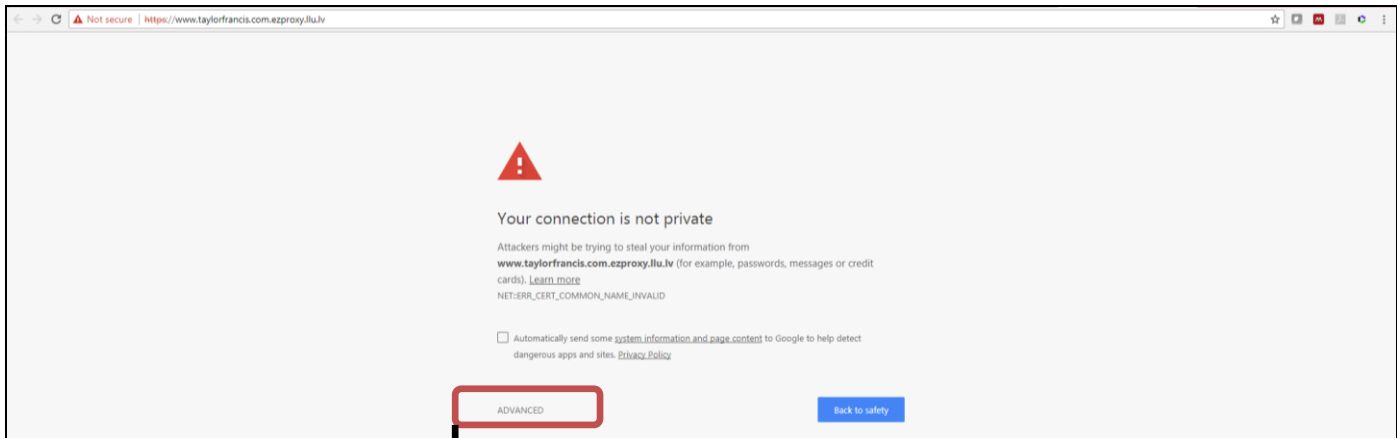 Not secure | https://www.taylorfrancis.com.ezproxy.llu.lv
Your connection is not private
Attackers might be trying to steal your information from
www.taylorfrancis.com.ezproxy.llu.lv (for example, passwords, messages or credit
cards). Learn more
NET::ERR_CERT_COMMON_NAME_INVALID
Automatically send some system information and page content to Google to help detect
dangerous apps and sites. Privacy Policy
ADVANCED
Back to safety